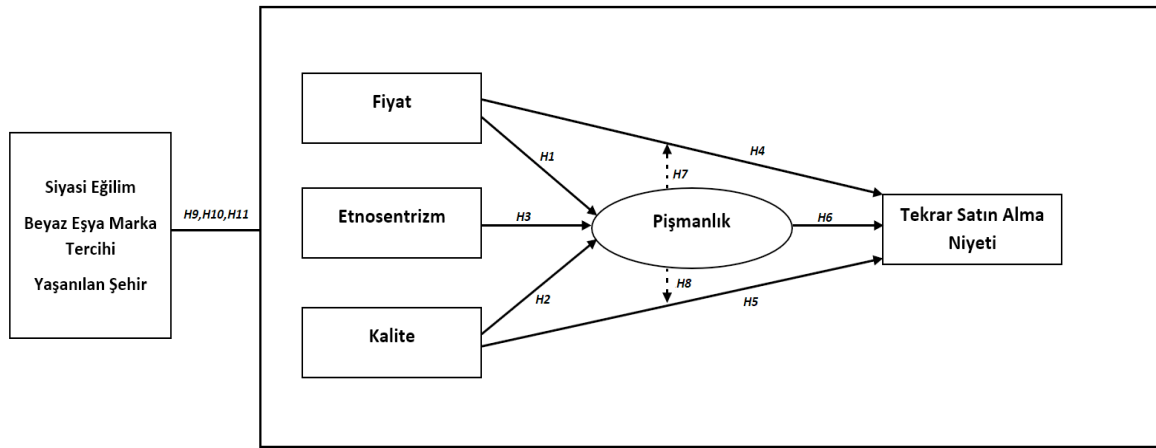 Siyasi Eğilim
Beyaz Eşya Marka
Tercihi
Yaşanılan Şehir
H9,H10,H11
Fiyat
Etnosentrizm
Kalite
H1
H3
H2
H4
H7
Pişmanlık
H6
H8
H5
Tekrar Satın Alma
Niyeti